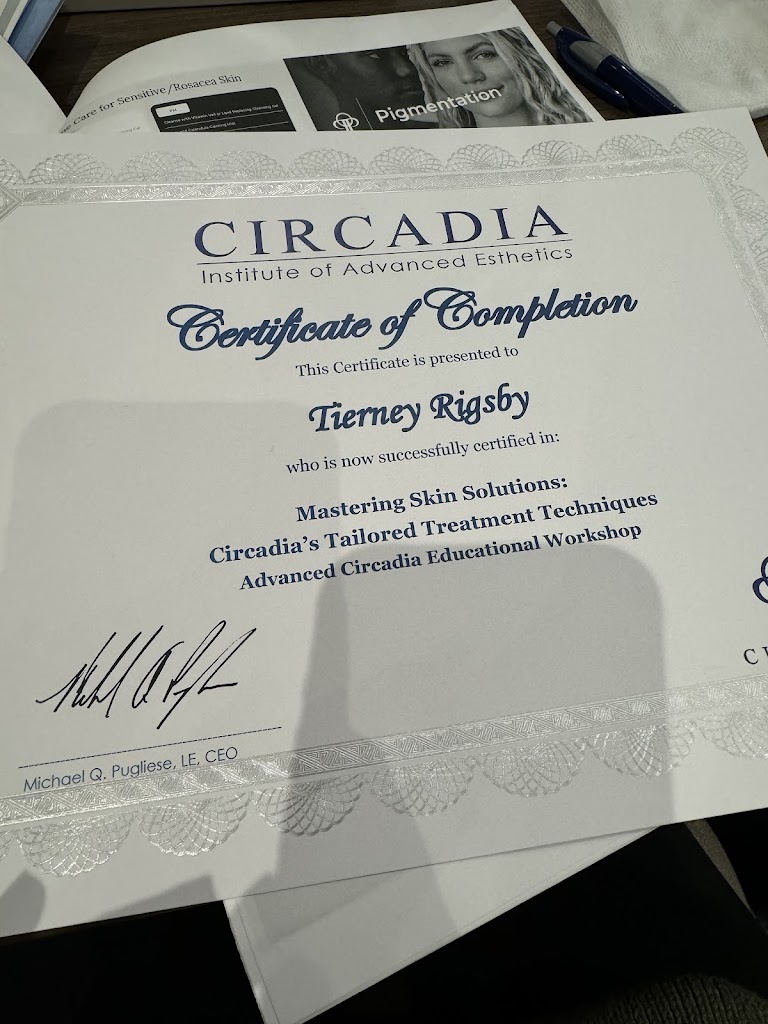 Care for Sensitive/Rosacea Skin
Pigmentation
CIRCADIA
Institute of Advanced Esthetics
Certificate of Completion
This Certificate is presented to
Tierney Rigsby
who is now successfully certified in:
Mastering Skin Solutions:
Circadia's Tailored Treatment Techniques
Advanced Circadia Educational Workshop
Michael Q. Pugliese, LE, CEO